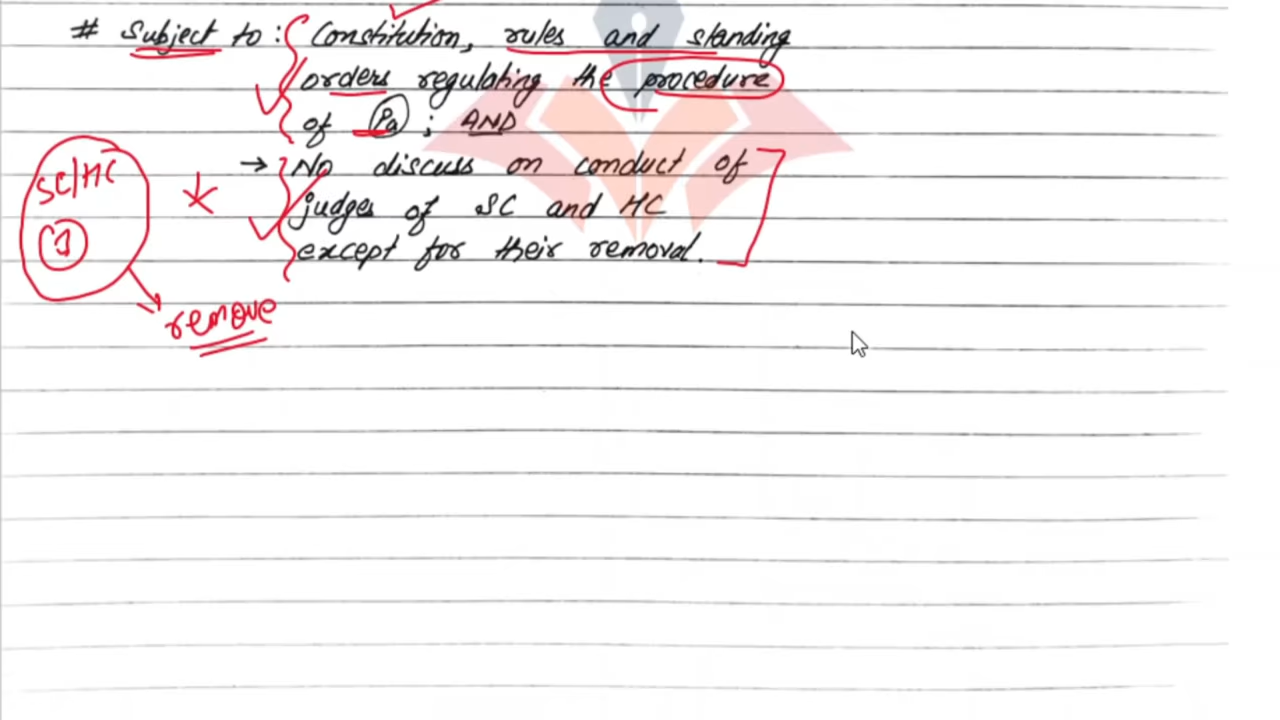 # Subject to : Constitution, rules and standing
orders regulating the procedure
of Pa ; AND
→ No discuss on conduct of
judges of SC and HC
except for their removal.
SC/HC
J
remove